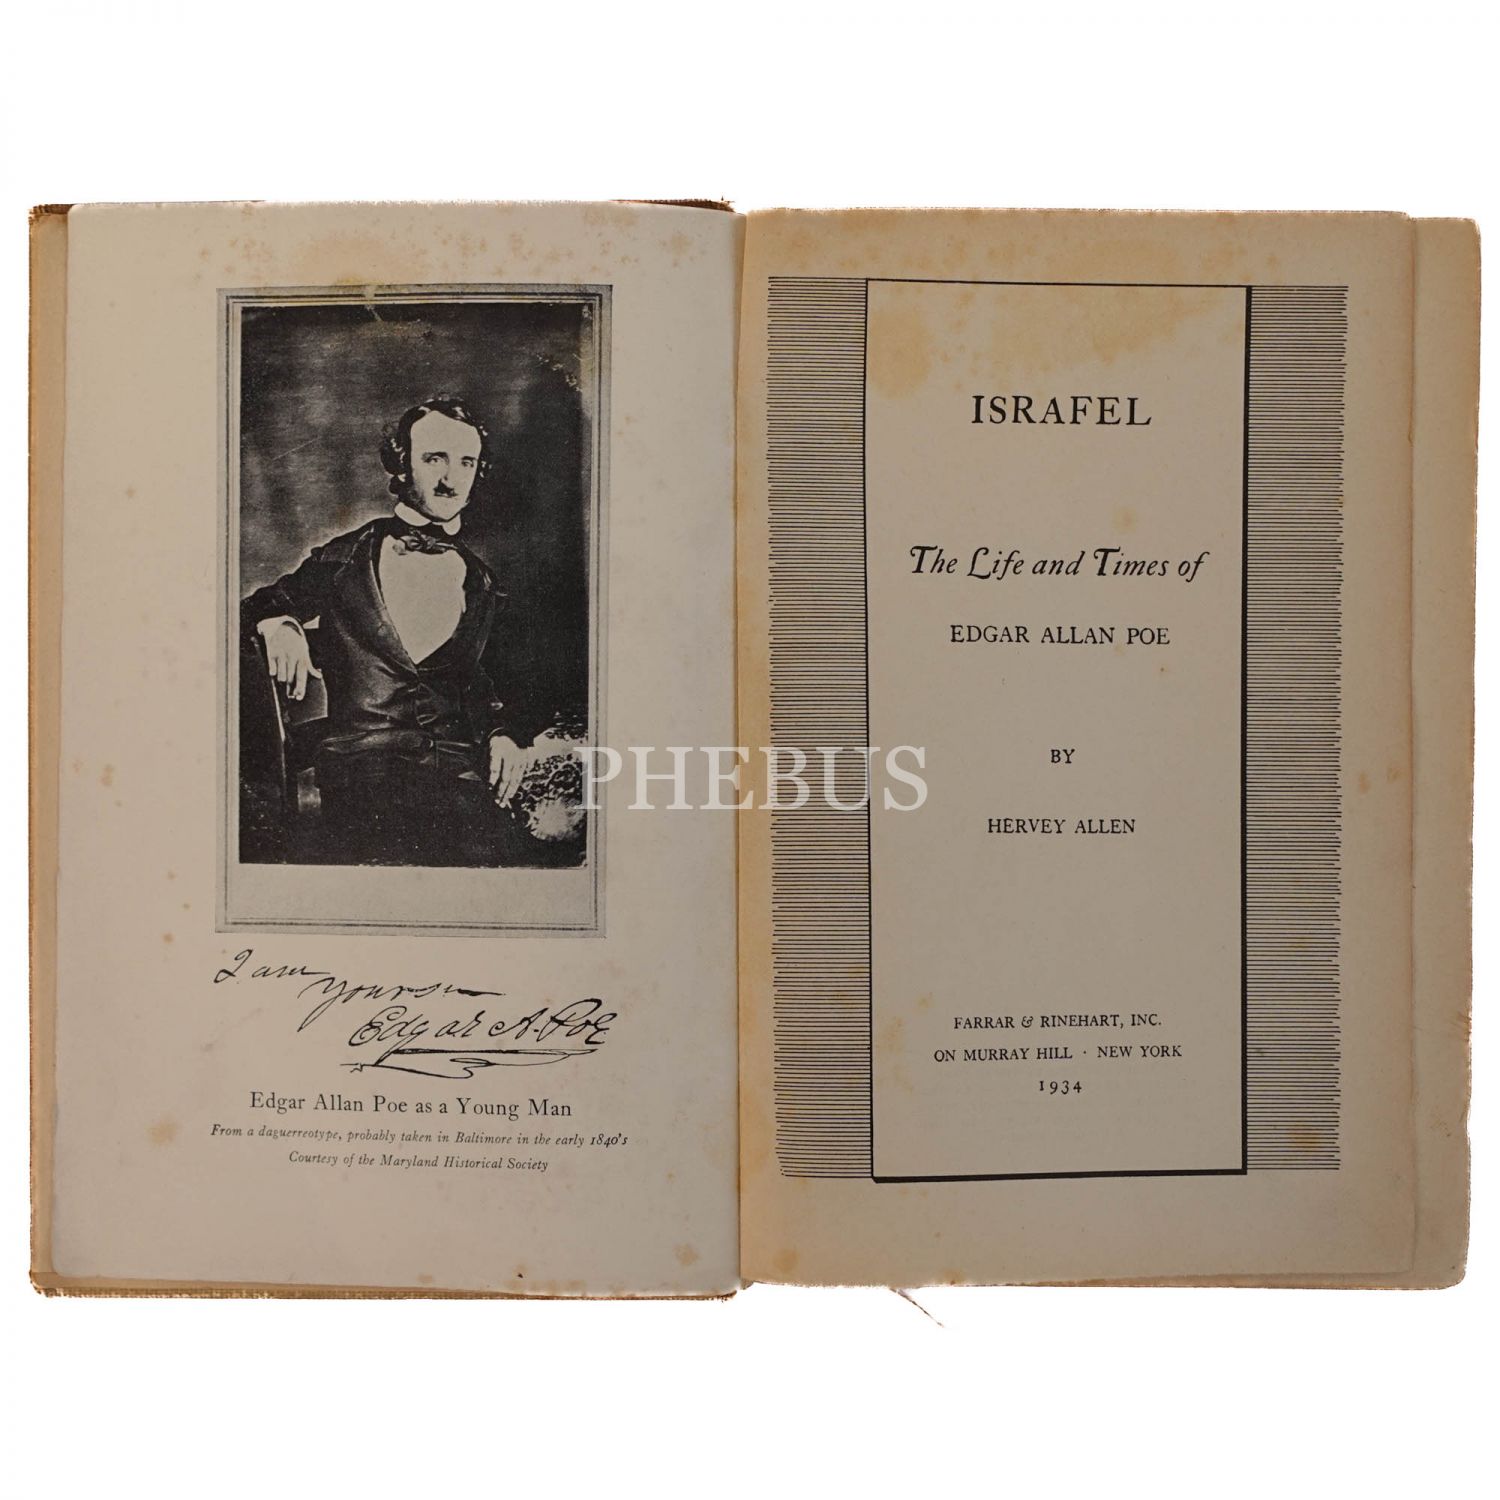 I am
Yours
Edgar A. Poe
Edgar Allan Poe as a Young Man
From a daguerreotype, probably taken in Baltimore in the early 1840's
Courtesy of the Maryland Historical Society
ISRAFEL
The Life and Times of
EDGAR ALLAN POE
BY
HERVEY ALLEN
FARRAR & RINEHART, INC.
ON MURRAY HILL · NEW YORK
1934
PHEBUS